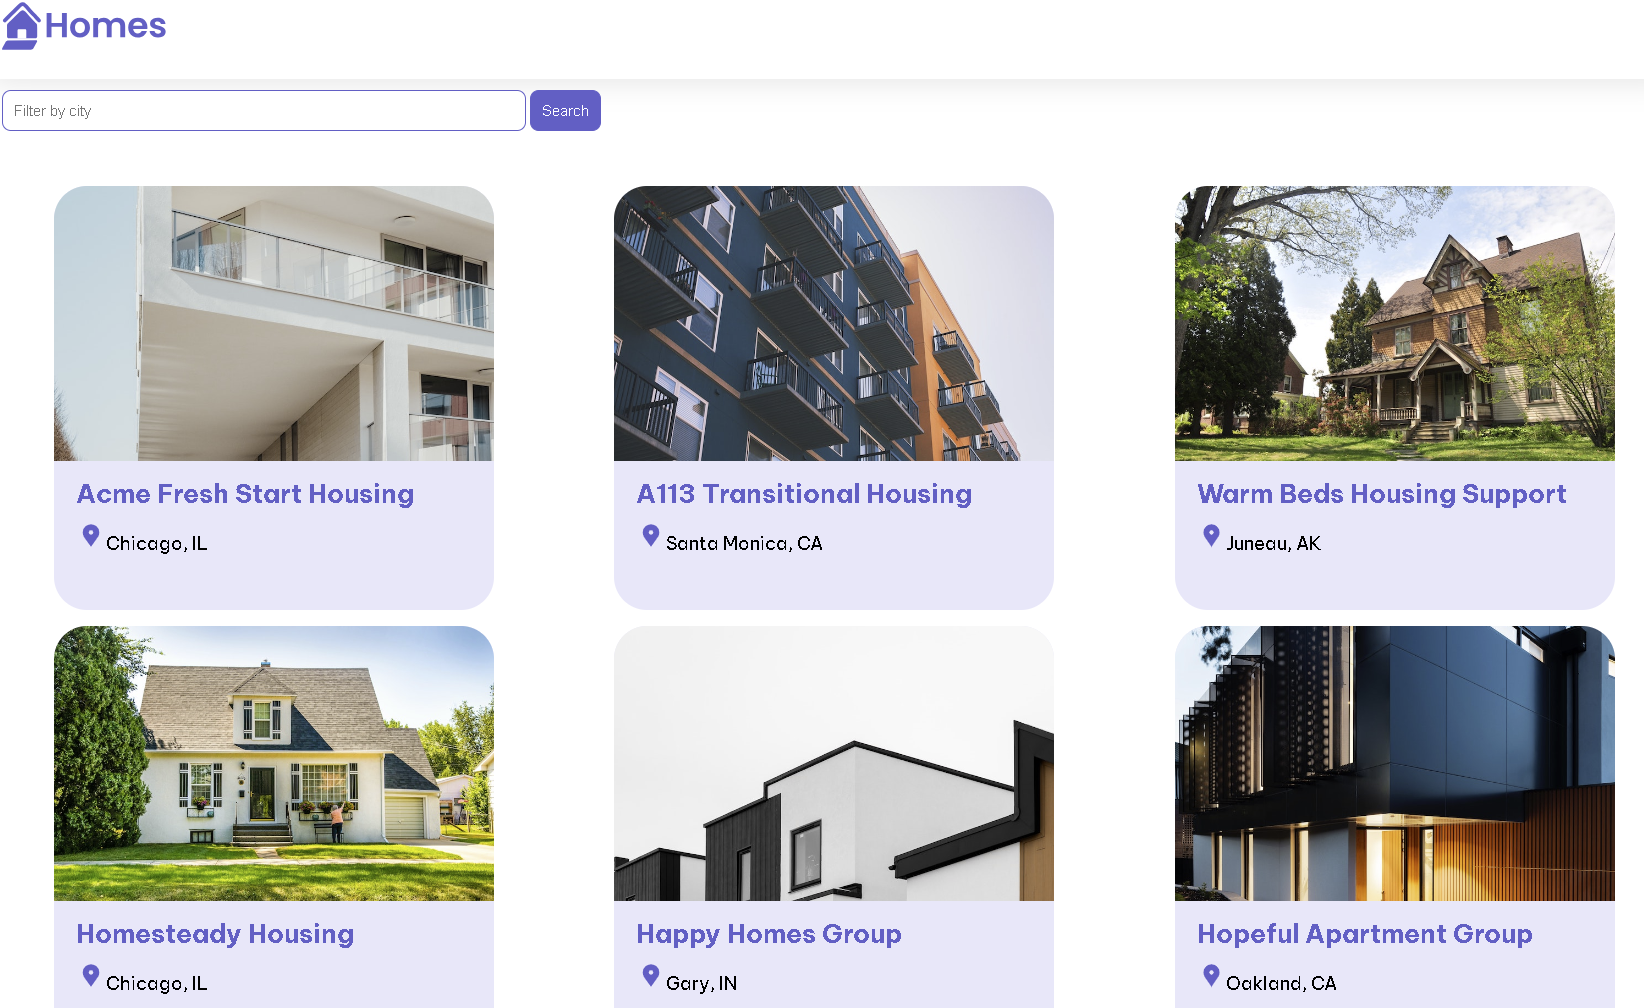 Homes
Filter by city
Search
Acme Fresh Start Housing
Chicago, IL
A113 Transitional Housing
Santa Monica, CA
Warm Beds Housing Support
Juneau, AK
Homesteady Housing
Chicago, IL
Happy Homes Group
Gary, IN
Hopeful Apartment Group
Oakland, CA